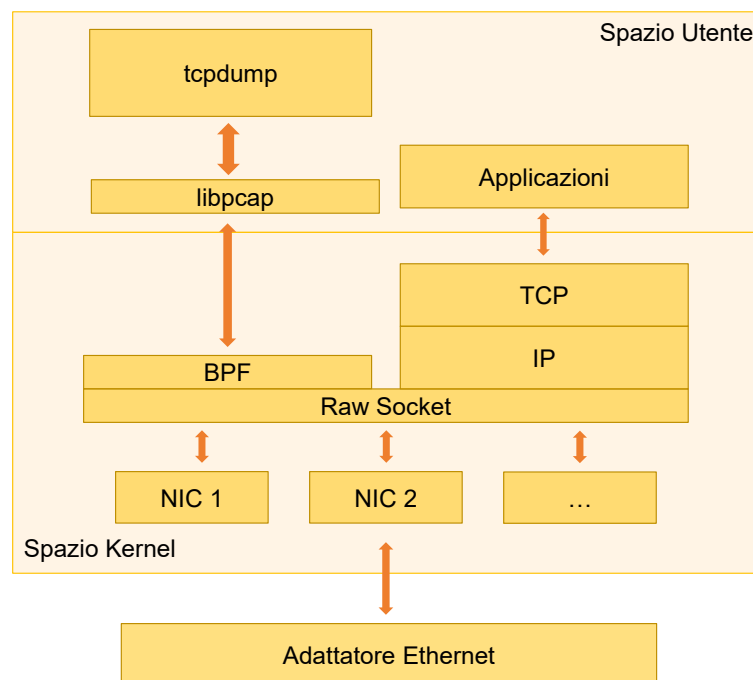 Spazio Utente
tcpdump
Applicazioni
libpcap
TCP
IP
BPF
Raw Socket
NIC 1
NIC 2
…
Spazio Kernel
Adattatore Ethernet